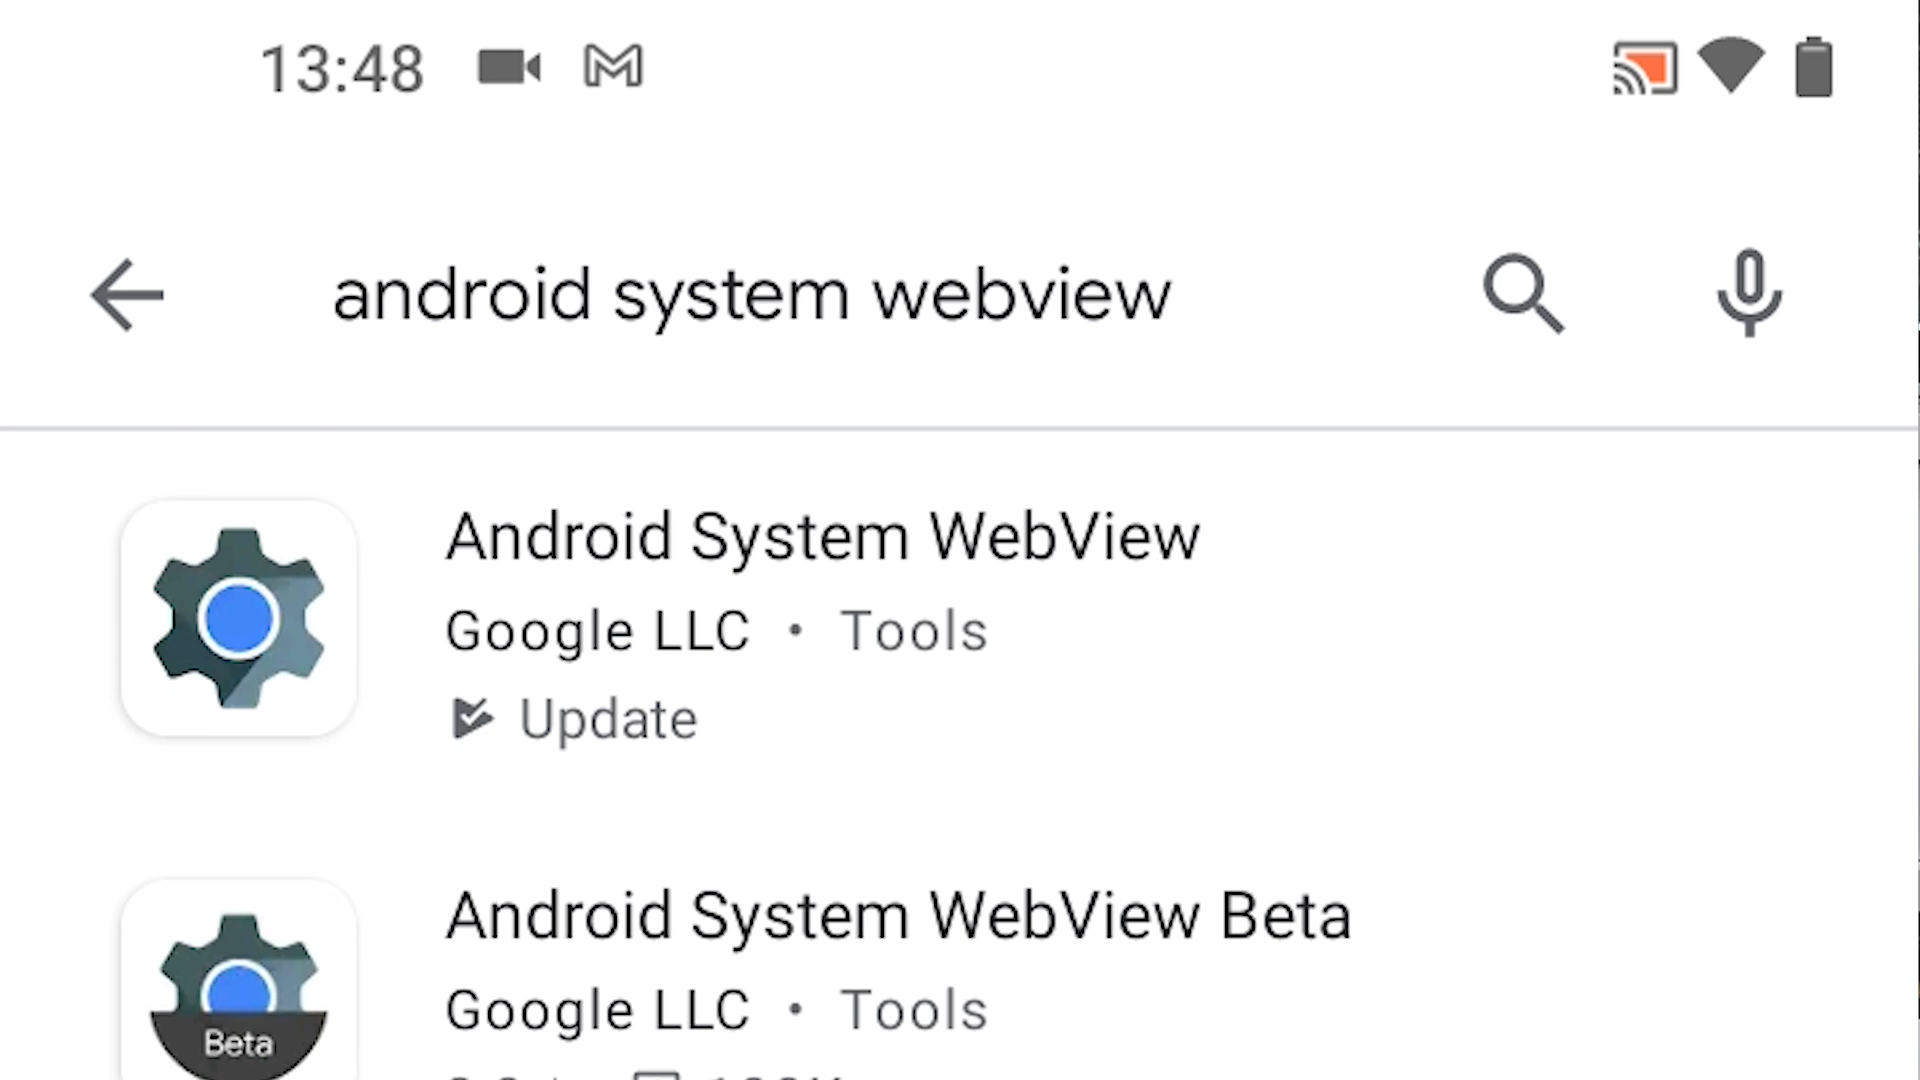 13:48
android system webview
Android System WebView
Google LLC • Tools
Update
Android System WebView Beta
Google LLC • Tools
Beta